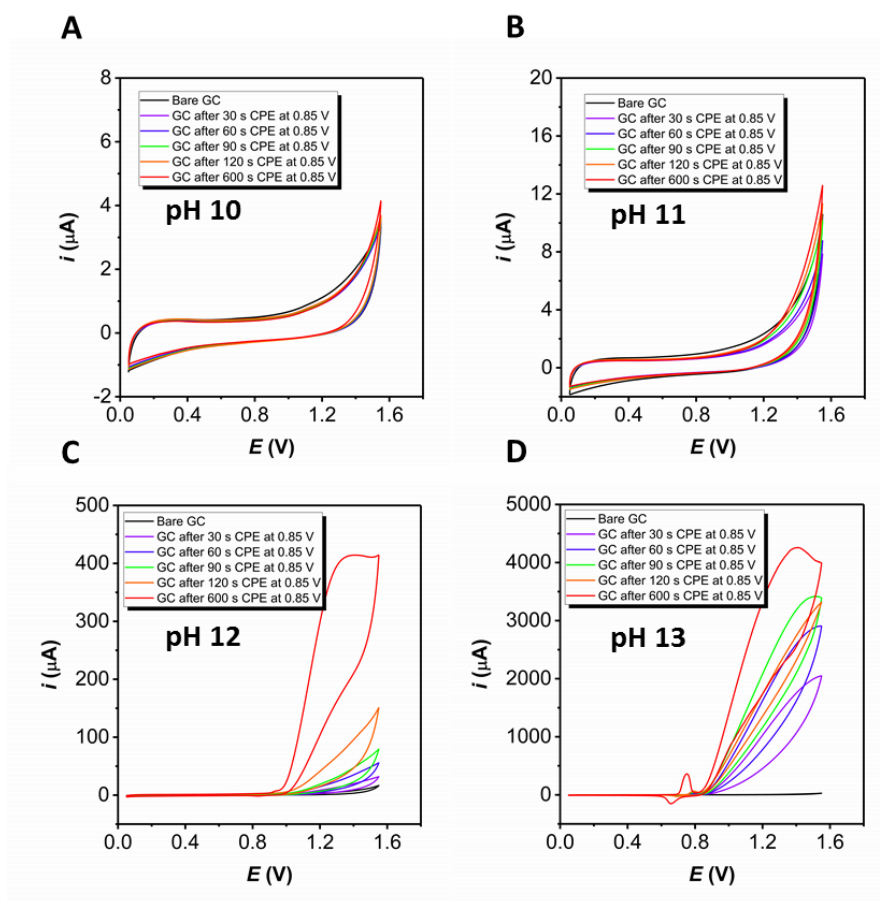 A
8
6
4
2
0
-2
i (µA)
Bare GC
GC after 30 s CPE at 0.85 V
GC after 60 s CPE at 0.85 V
GC after 90 s CPE at 0.85 V
GC after 120 s CPE at 0.85 V
GC after 600 s CPE at 0.85 V
pH 10
0.0 0.4 0.8 1.2 1.6
E (V)
B
20
16
12
8
4
0
i (µA)
Bare GC
GC after 30 s CPE at 0.85 V
GC after 60 s CPE at 0.85 V
GC after 90 s CPE at 0.85 V
GC after 120 s CPE at 0.85 V
GC after 600 s CPE at 0.85 V
pH 11
0.0 0.4 0.8 1.2 1.6
E (V)
C
500
400
300
200
100
0
i (µA)
Bare GC
GC after 30 s CPE at 0.85 V
GC after 60 s CPE at 0.85 V
GC after 90 s CPE at 0.85 V
GC after 120 s CPE at 0.85 V
GC after 600 s CPE at 0.85 V
pH 12
0.0 0.4 0.8 1.2 1.6
E (V)
D
5000
4000
3000
2000
1000
0
i (µA)
Bare GC
GC after 30 s CPE at 0.85 V
GC after 60 s CPE at 0.85 V
GC after 90 s CPE at 0.85 V
GC after 120 s CPE at 0.85 V
GC after 600 s CPE at 0.85 V
pH 13
0.0 0.4 0.8 1.2 1.6
E (V)